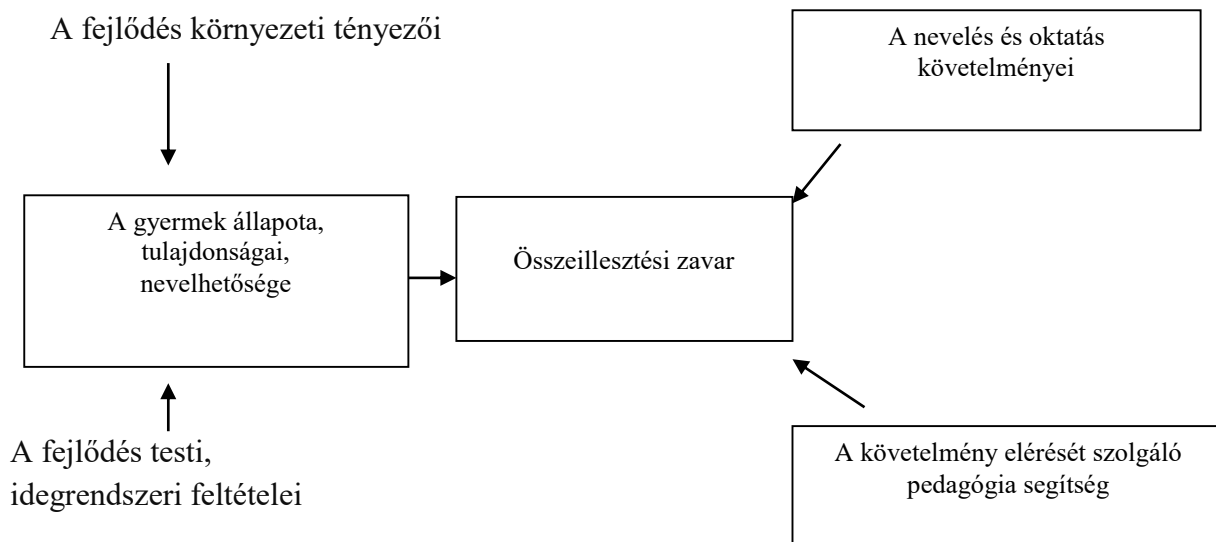 A fejlődés környezeti tényezői
A nevelés és oktatás
követelményei
A gyermek állapota,
tulajdonságai,
nevelhetősége
Összeillesztési zavar
A fejlődés testi,
idegrendszeri feltételei
A követelmény elérését szolgáló
pedagógia segítség